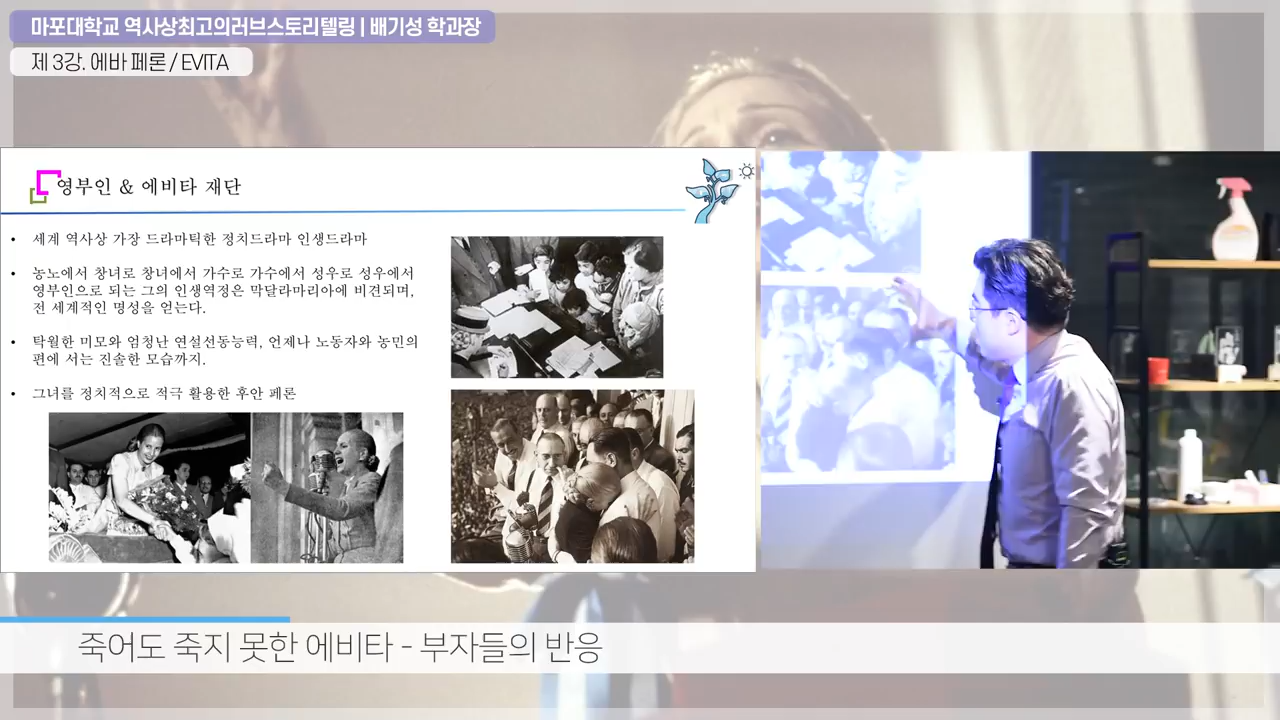 마포대학교 역사상최고의러브스토리텔링 | 배기성 학과장
제 3강. 에바 페론 / EVITA
영부인 & 에비타 재단
• 세계 역사상 가장 드라마틱한 정치드라마 인생드라마
• 농노에서 창녀로 창녀에서 가수로 가수에서 성우로 성우에서
영부인으로 되는 그의 인생역정은 막달라마리아에 비견되며,
전 세계적인 명성을 얻는다.
• 탁월한 미모와 엄청난 연설선동능력, 언제나 노동자와 농민의
편에 서는 진솔한 모습까지.
• 그녀를 정치적으로 적극 활용한 후안 페론
죽어도 죽지 못한 에비타 - 부자들의 반응